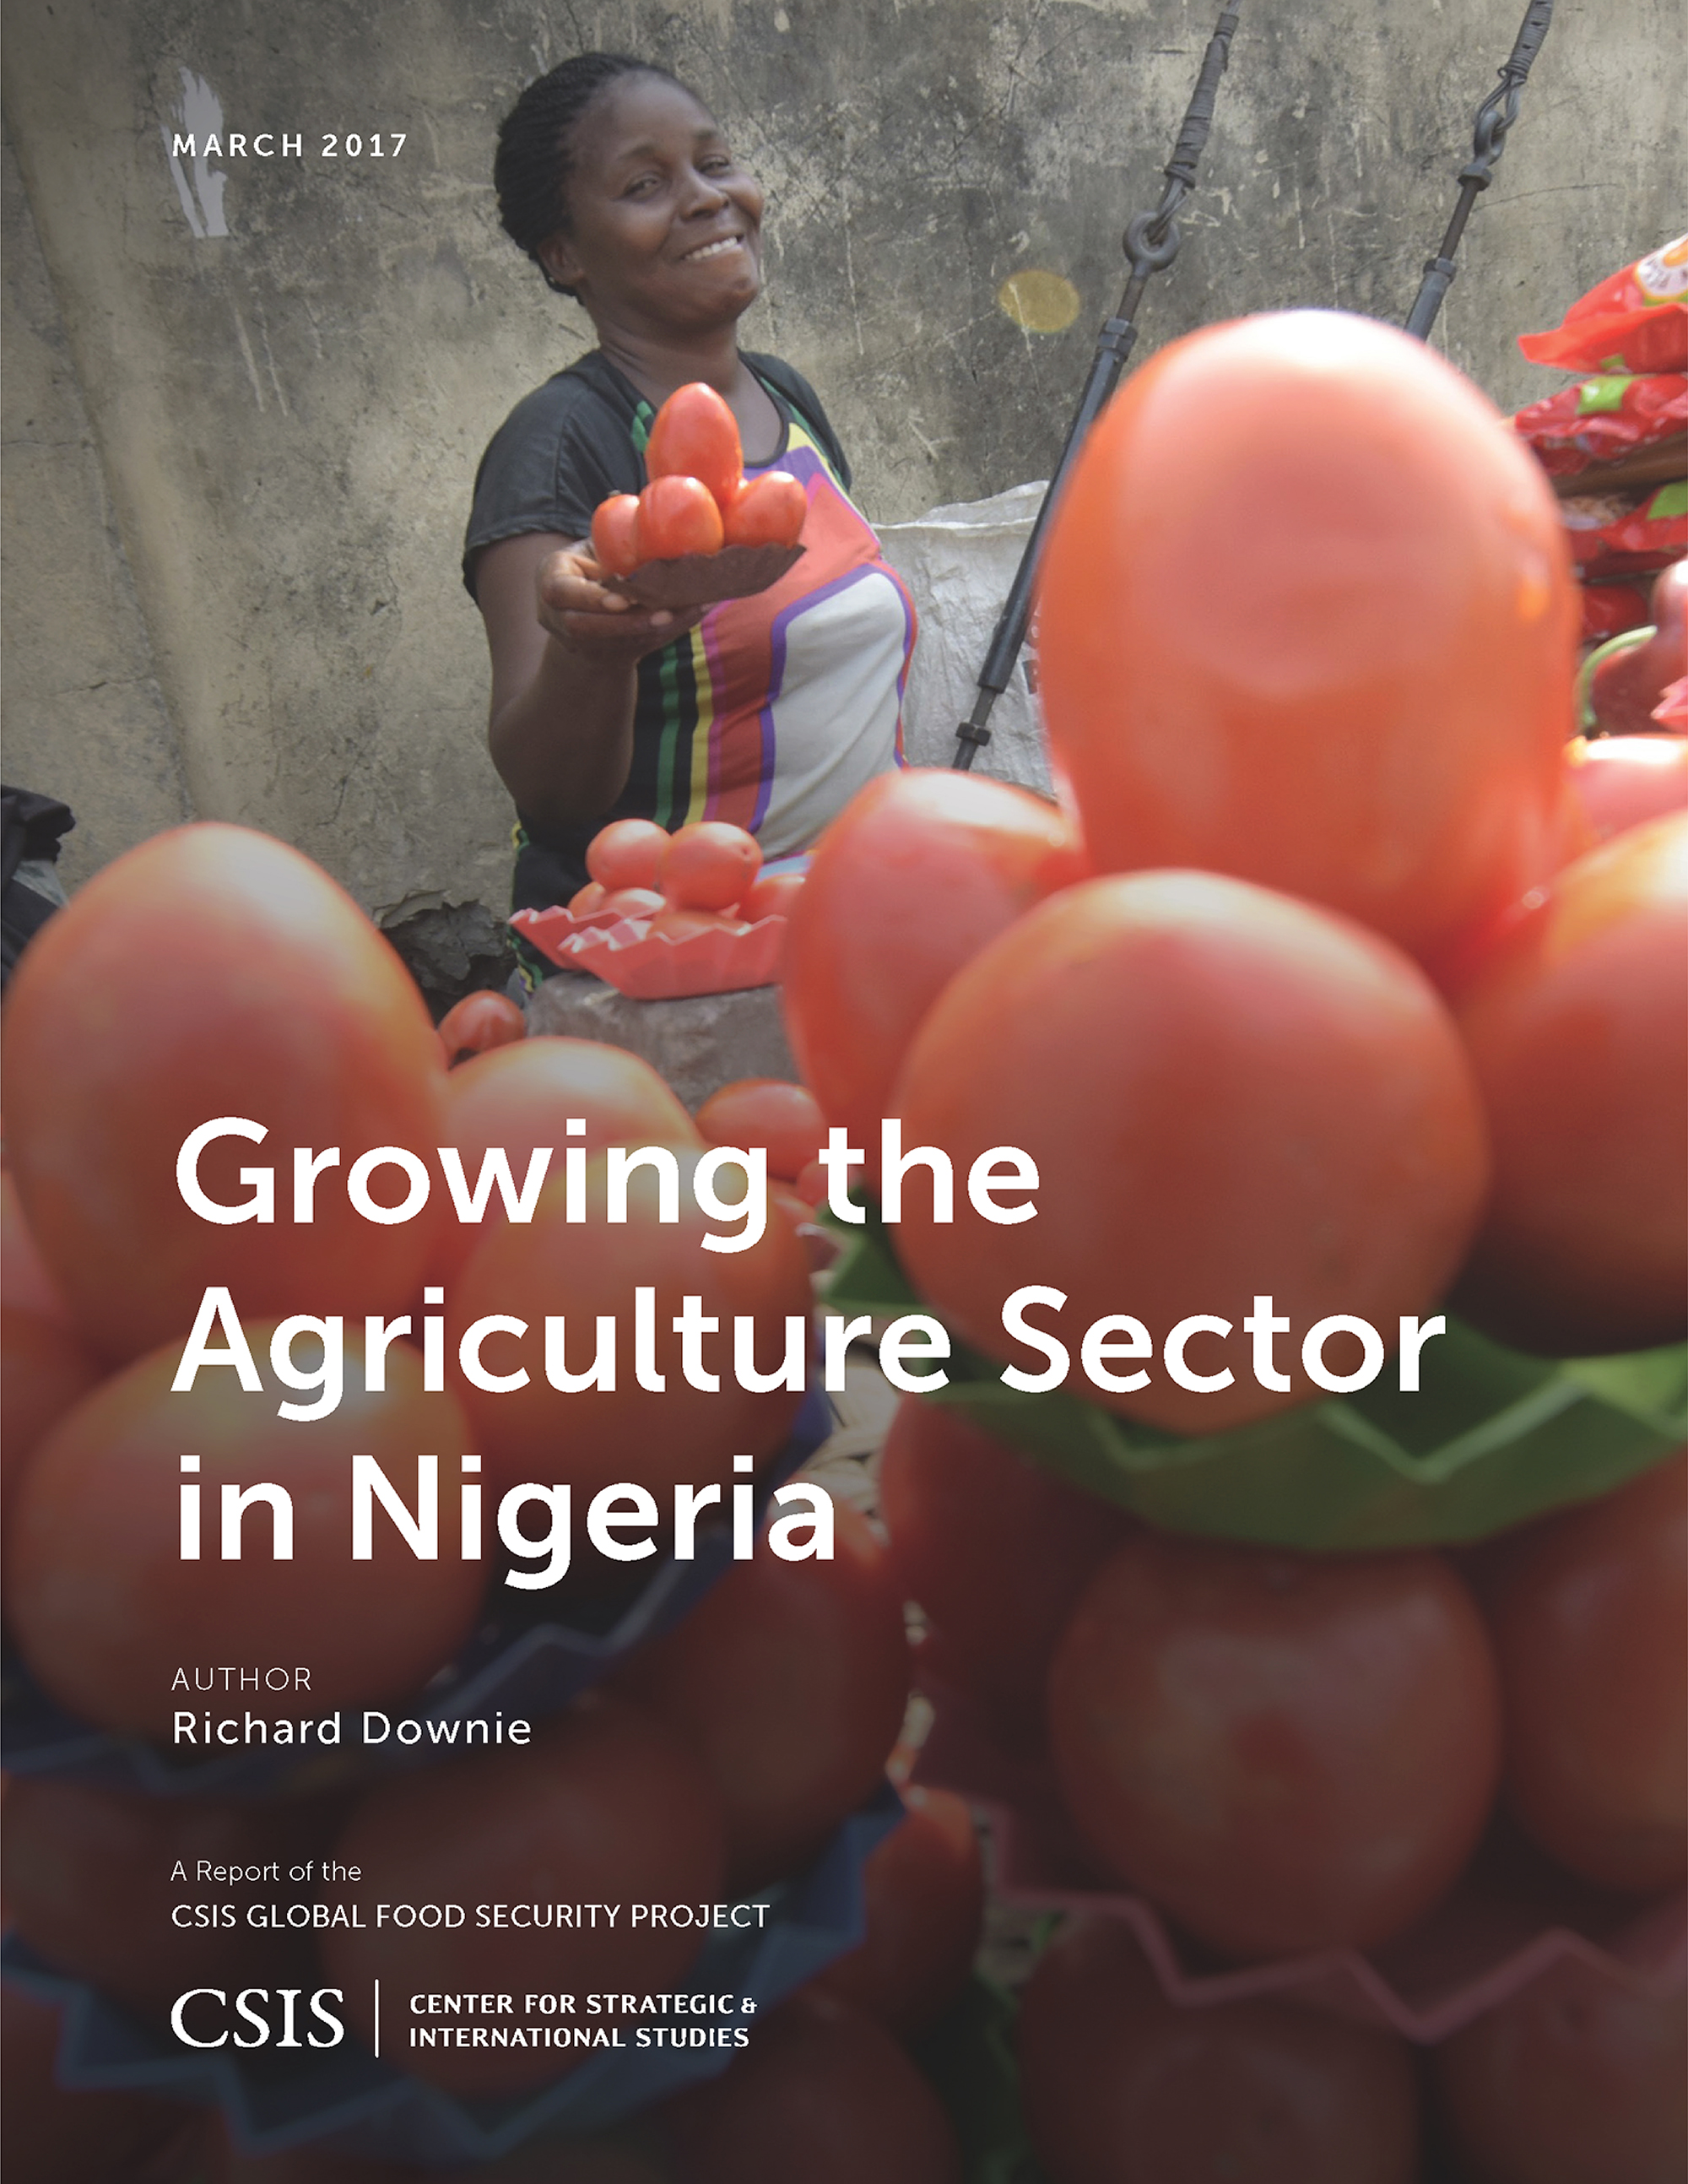 MARCH 2017
Growing the
Agriculture Sector
in Nigeria
AUTHOR
Richard Downie
A Report of the
CSIS GLOBAL FOOD SECURITY PROJECT
CSIS
CENTER FOR STRATEGIC &
INTERNATIONAL STUDIES